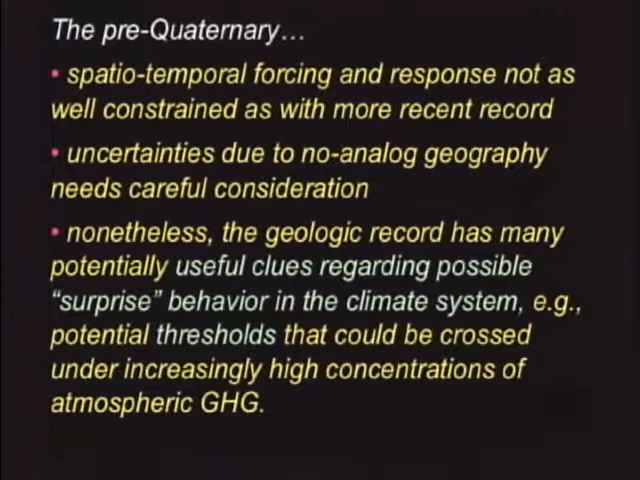 The pre-Quaternary…
• spatio-temporal forcing and response not as
well constrained as with more recent record
• uncertainties due to no-analog geography
needs careful consideration
• nonetheless, the geologic record has many
potentially useful clues regarding possible
“surprise” behavior in the climate system, e.g.,
potential thresholds that could be crossed
under increasingly high concentrations of
atmospheric GHG.